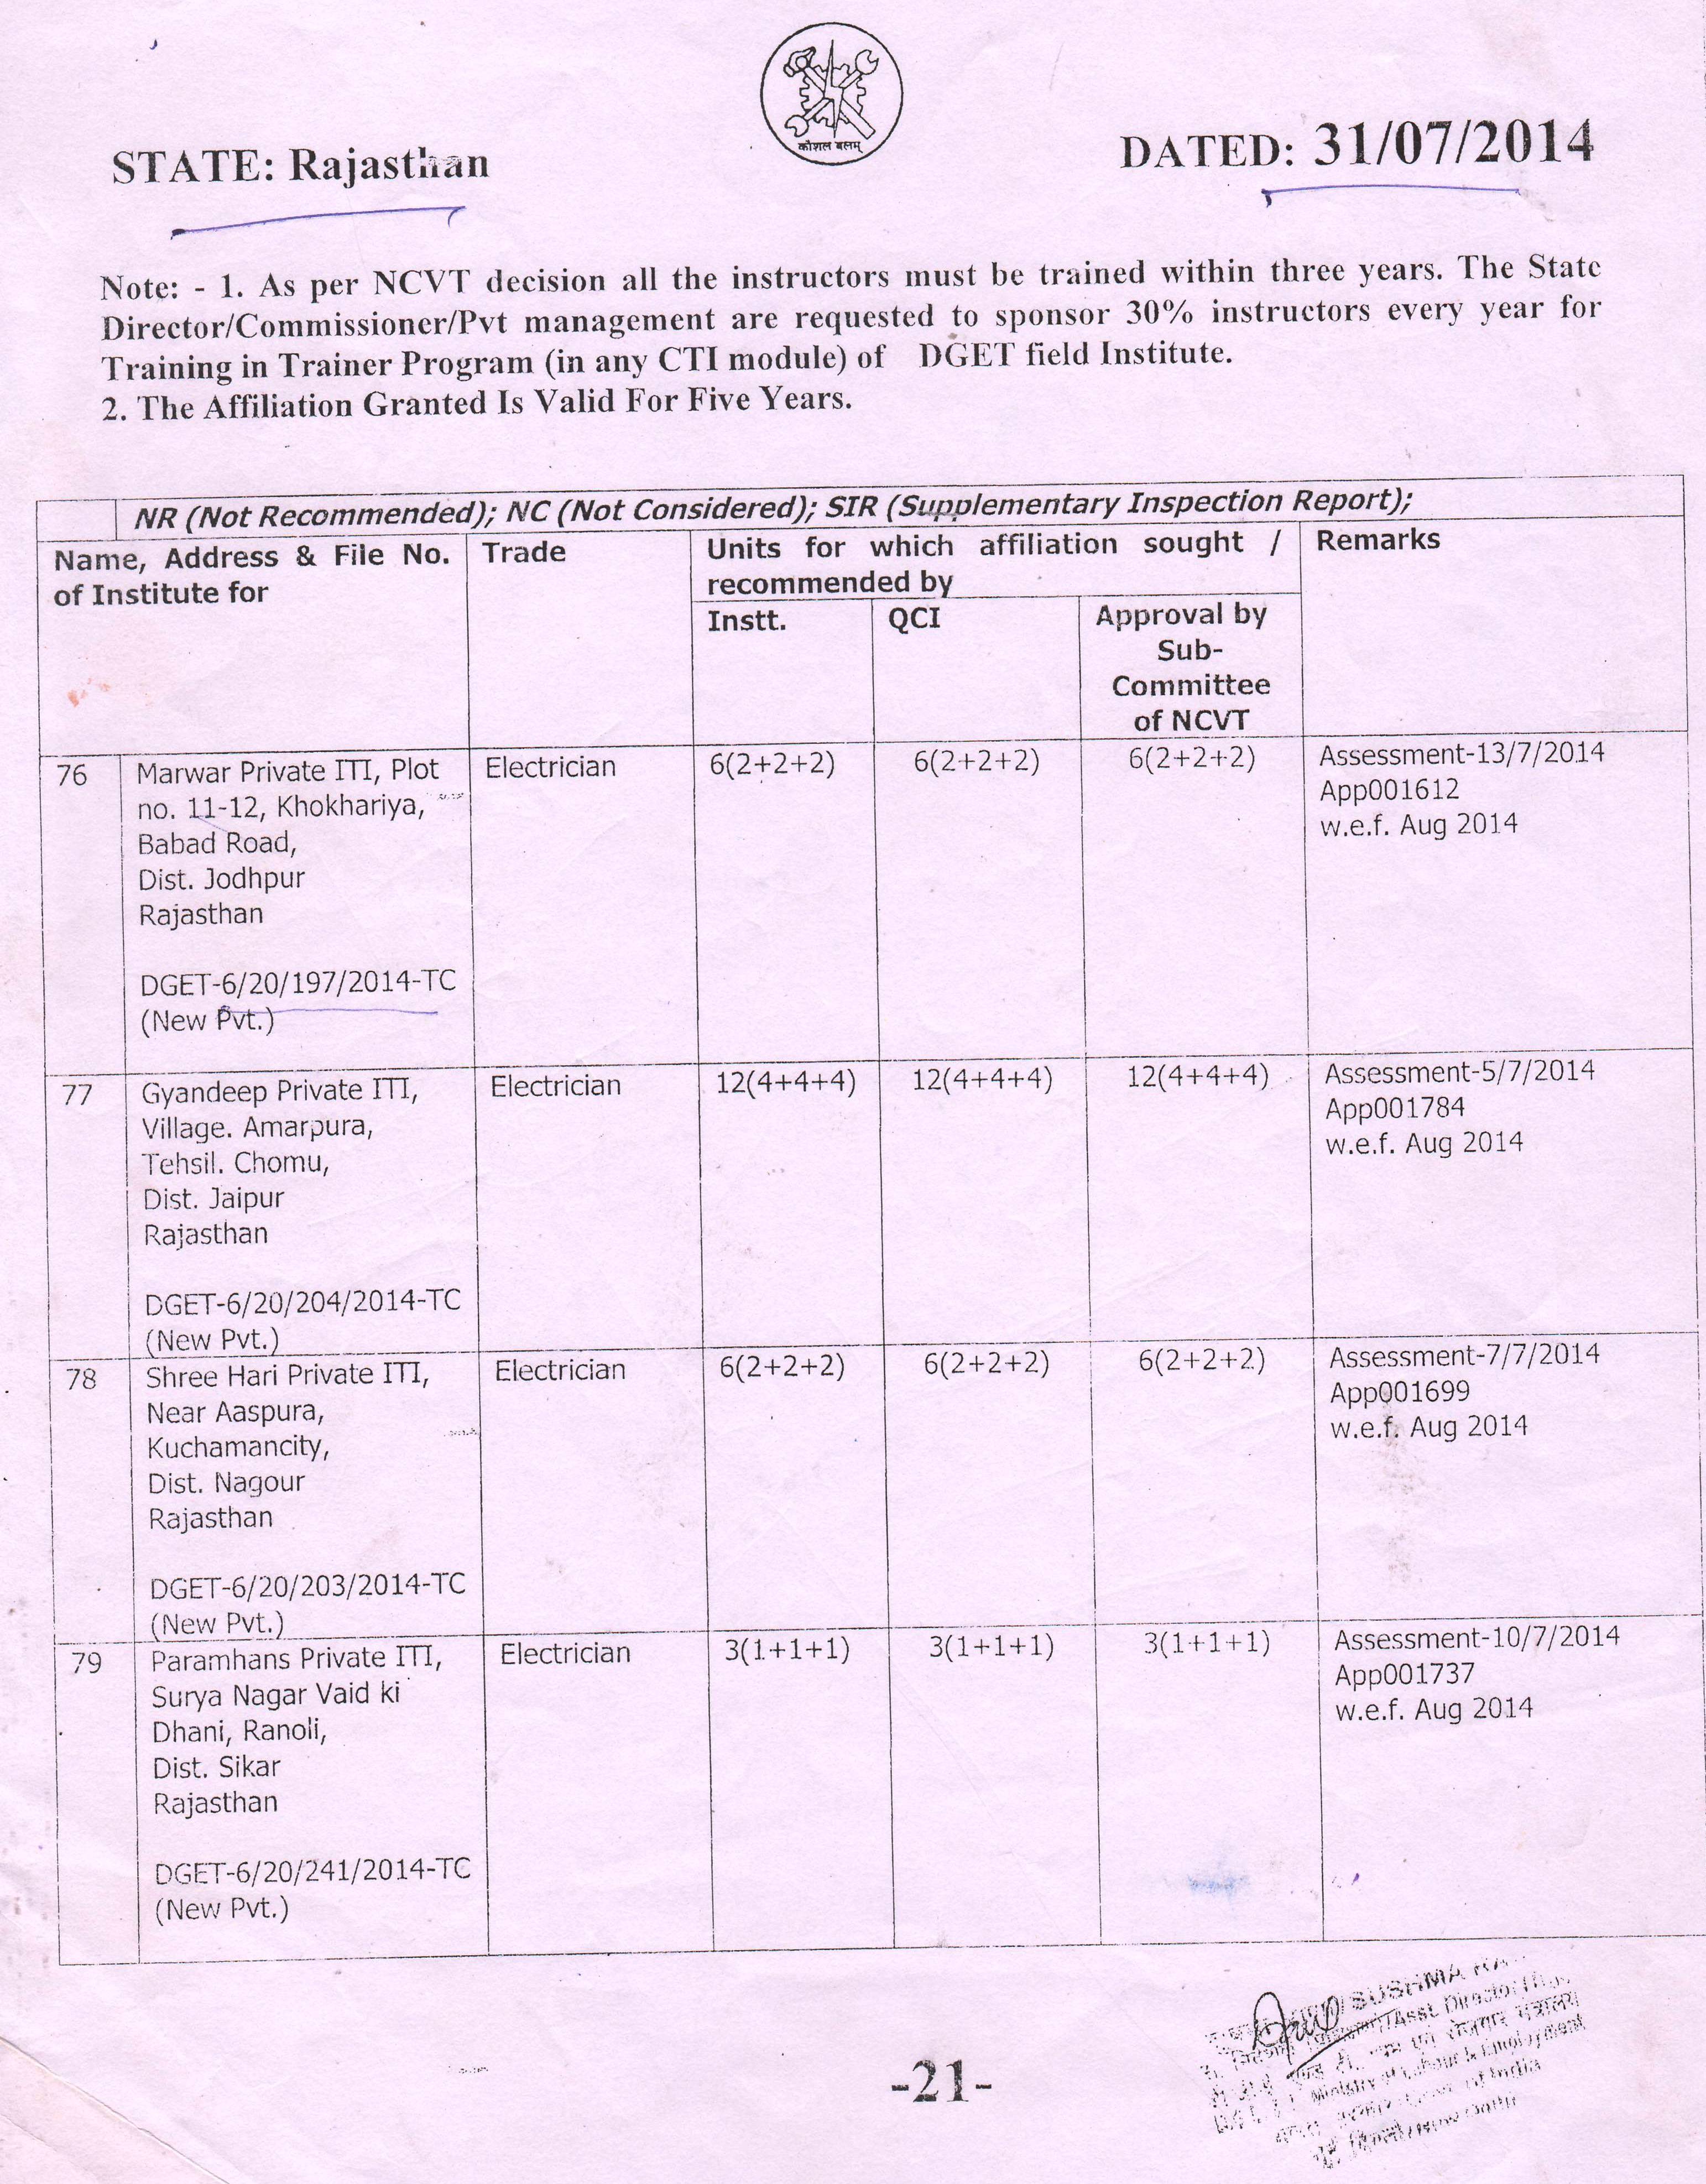 कौशल बलम्
STATE: Rajasthan
DATED: 31/07/2014
Note: - 1. As per NCVT decision all the instructors must be trained within three years. The State
Director/Commissioner/Pvt management are requested to sponsor 30% instructors every year for
Training in Trainer Program (in any CTI module) of DGET field Institute.
2. The Affiliation Granted Is Valid For Five Years.
NR (Not Recommended); NC (Not Considered); SIR (Supplementary Inspection Report);
Name, Address & File No.
of Institute for
Trade
Units for which affiliation sought /
recommended by
Remarks
Instt.
QCI
Approval by
Sub-
Committee
of NCVT
76
Marwar Private ITI, Plot
no. 11-12, Khokhariya,
Babad Road,
Dist. Jodhpur
Rajasthan
DGET-6/20/197/2014-TC
(New Pvt.)
Electrician
6(2+2+2)
6(2+2+2)
6(2+2+2)
Assessment-13/7/2014
App001612
w.e.f. Aug 2014
77
Gyandeep Private ITI,
Village. Amarpura,
Tehsil. Chomu,
Dist. Jaipur
Rajasthan
DGET-6/20/204/2014-TC
(New Pvt.)
Electrician
12(4+4+4)
12(4+4+4)
12(4+4+4)
Assessment-5/7/2014
App001784
w.e.f. Aug 2014
78
Shree Hari Private ITI,
Near Aaspura,
Kuchamancity,
Dist. Nagour
Rajasthan
DGET-6/20/203/2014-TC
(New Pvt.)
Electrician
6(2+2+2)
6(2+2+2)
6(2+2+2)
Assessment-7/7/2014
App001699
w.e.f. Aug 2014
79
Paramhans Private ITI,
Surya Nagar Vaid ki
Dhani, Ranoli,
Dist. Sikar
Rajasthan
DGET-6/20/241/2014-TC
(New Pvt.)
Electrician
3(1+1+1)
3(1+1+1)
3(1+1+1)
Assessment-10/7/2014
App001737
w.e.f. Aug 2014
SUSHMA
Asst. Director
Ministry of Labour & Employment
of India
-21-